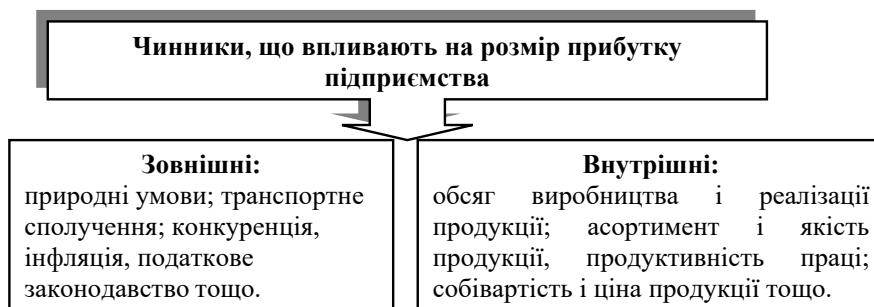 Чинники, що впливають на розмір прибутку
підприємства
Зовнішні:
природні умови; транспортне
сполучення; конкуренція,
інфляція, податкове
законодавство тощо.
Внутрішні:
обсяг виробництва і реалізації
продукції; асортимент і якість
продукції, продуктивність праці;
собівартість і ціна продукції тощо.